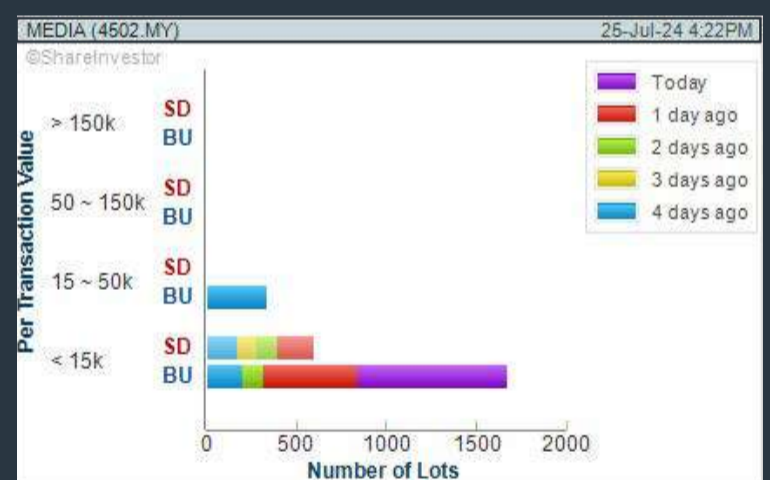 MEDIA (4502.MY) 25-Jul-24 4:22PM
©ShareInvestor
Today
1 day ago
2 days ago
3 days ago
4 days ago
Per Transaction Value
> 150k
SD
BU
50 ~ 150k
SD
BU
15 ~ 50k
SD
BU
< 15k
SD
BU
0 500 1000 1500 2000
Number of Lots